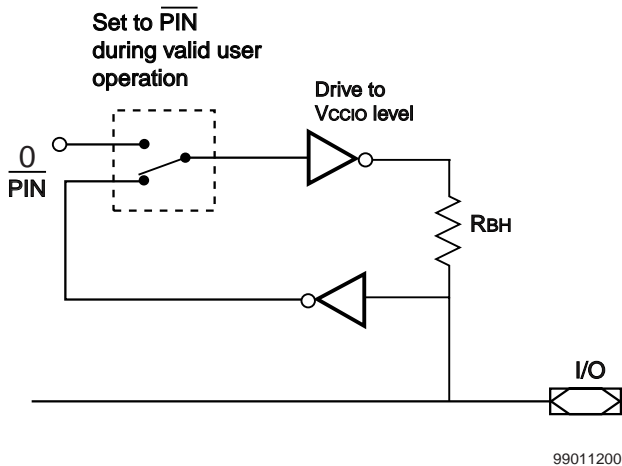 Set to PIN
during valid user
operation
Drive to
VCCIO level
0
PIN
RBH
I/O
99011200